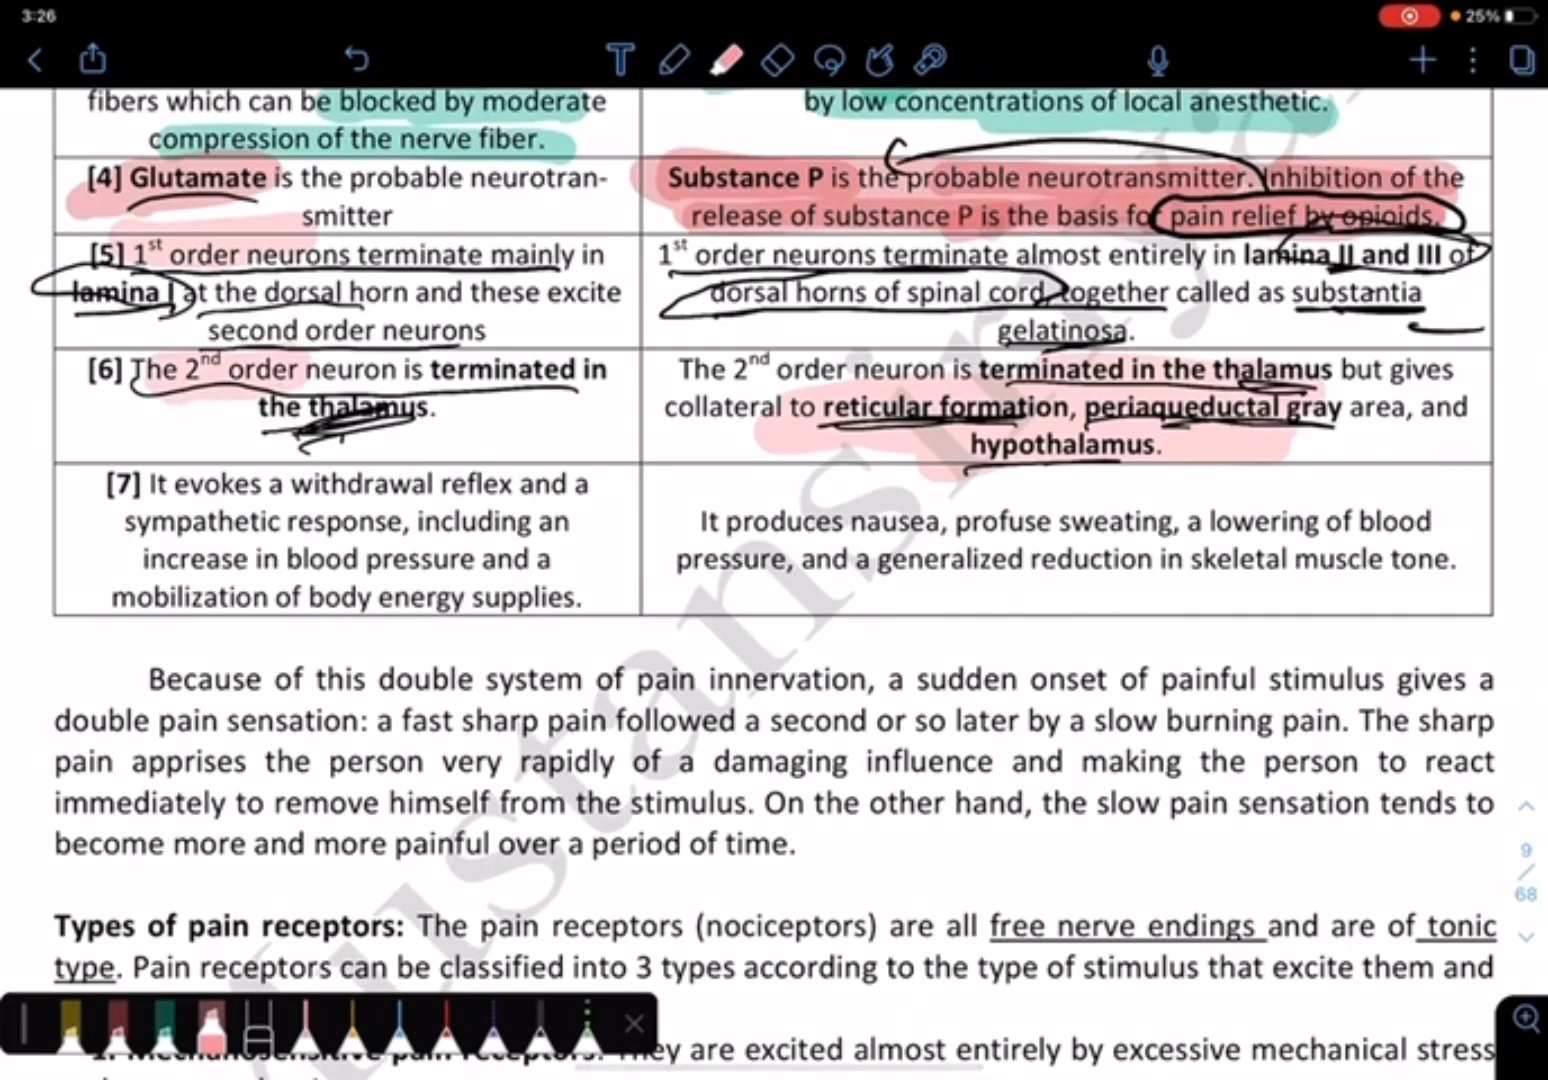 3:26
25%
fibers which can be blocked by moderate
compression of the nerve fiber.
by low concentrations of local anesthetic.
[4] Glutamate is the probable neurotran-
smitter
Substance P is the probable neurotransmitter. Inhibition of the
release of substance P is the basis for pain relief by opioids.
[5] 1st order neurons terminate mainly in
lamina I at the dorsal horn and these excite
second order neurons
1st order neurons terminate almost entirely in lamina II and III of
dorsal horns of spinal cord, together called as substantia
gelatinosa.
[6] The 2nd order neuron is terminated in
the thalamus.
The 2nd order neuron is terminated in the thalamus but gives
collateral to reticular formation, periaqueductal gray area, and
hypothalamus.
[7] It evokes a withdrawal reflex and a
sympathetic response, including an
increase in blood pressure and a
mobilization of body energy supplies.
It produces nausea, profuse sweating, a lowering of blood
pressure, and a generalized reduction in skeletal muscle tone.
Because of this double system of pain innervation, a sudden onset of painful stimulus gives a
double pain sensation: a fast sharp pain followed a second or so later by a slow burning pain. The sharp
pain apprises the person very rapidly of a damaging influence and making the person to react
immediately to remove himself from the stimulus. On the other hand, the slow pain sensation tends to
become more and more painful over a period of time.
9
/
68
Types of pain receptors: The pain receptors (nociceptors) are all free nerve endings and are of tonic
type. Pain receptors can be classified into 3 types according to the type of stimulus that excite them and
1. Mechanosensitive pain receptors: They are excited almost entirely by excessive mechanical stress
Mustansiriya